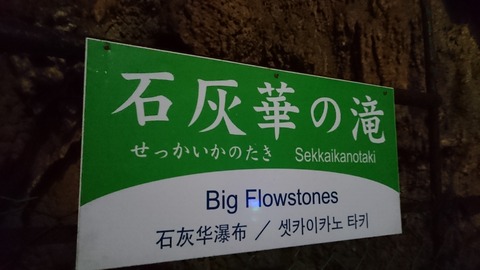 石灰華の滝
せっかいかのたき Sekkaikanotaki
Big Flowstones
石灰华瀑布 / 셋카이카노 타키